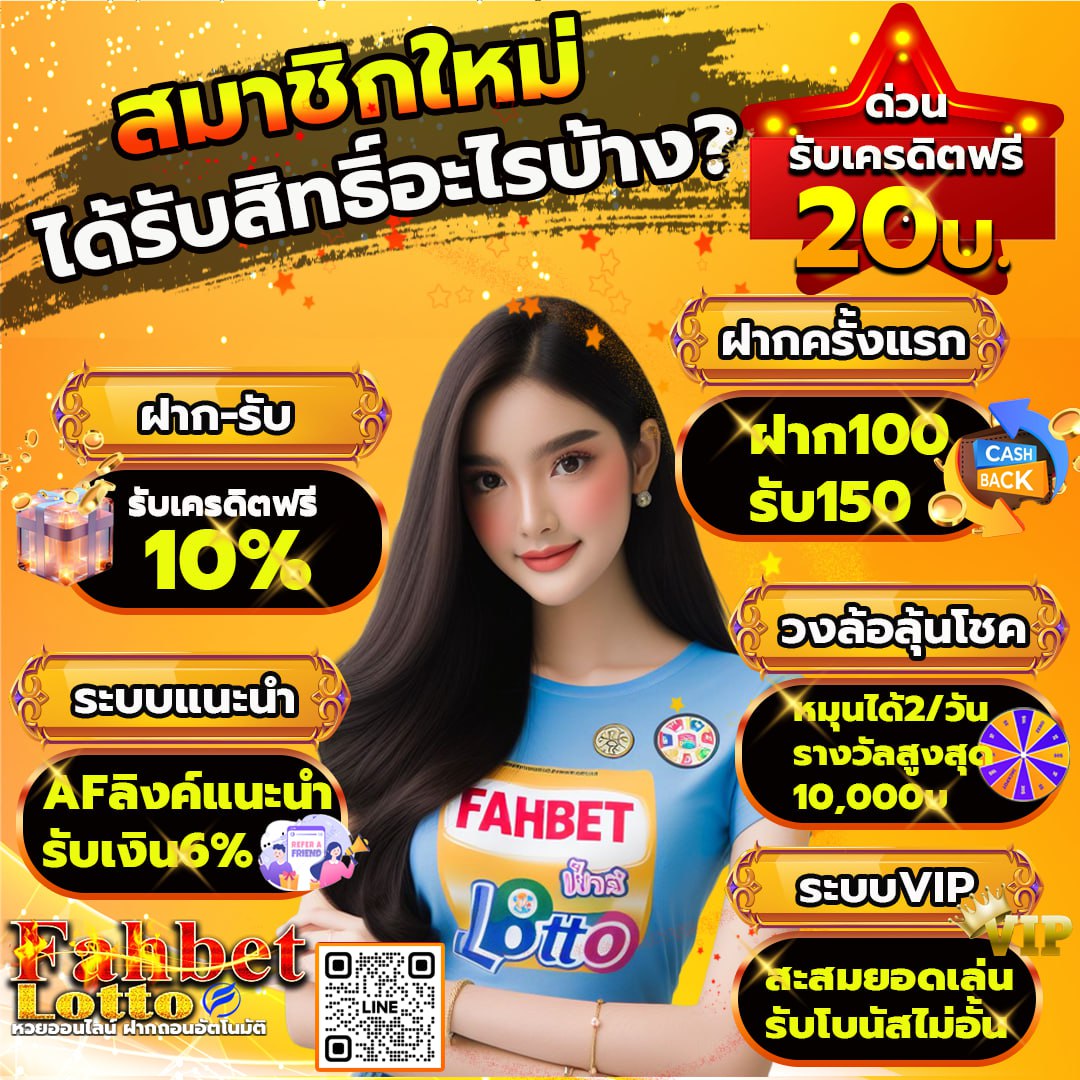 สมาชิกใหม่
ได้รับสิทธิ์อะไรบ้าง?
ด่วน
รับเครดิตฟรี
20บ.
ฝากครั้งแรก
ฝาก100
รับ150
CASH
BACK
ฝาก-รับ
รับเครดิตฟรี
10%
วงล้อลุ้นโชค
หมุนได้2/วัน
รางวัลสูงสุด
10,000บ
ระบบแนะนำ
AFลิงค์แนะนำ
รับเงิน6%
REFER A
FRIEND
FAHBET
Lotto
ระบบVIP
VIP
สะสมยอดเล่น
รับโบนัสไม่อั้น
Fahbet
Lotto
หวยออนไลน์ ฝากถอนอัตโนมัติ
LINE